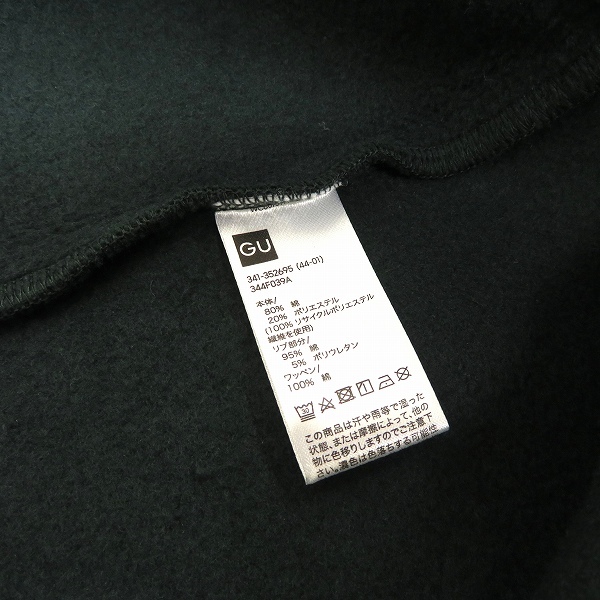 GU
341-352695 (44-01)
344F039A
本体/
80% 綿
20% ポリエステル
(100% リサイクルポリエステル
繊維を使用)
リブ部分/
95% 綿
5% ポリウレタン
ワッペン/
100% 綿
30
この商品は汗や雨等で湿った
状態、または摩擦によって、他の
物に色移りしますのでご注意下
さい。濃色は色落ちする可能性